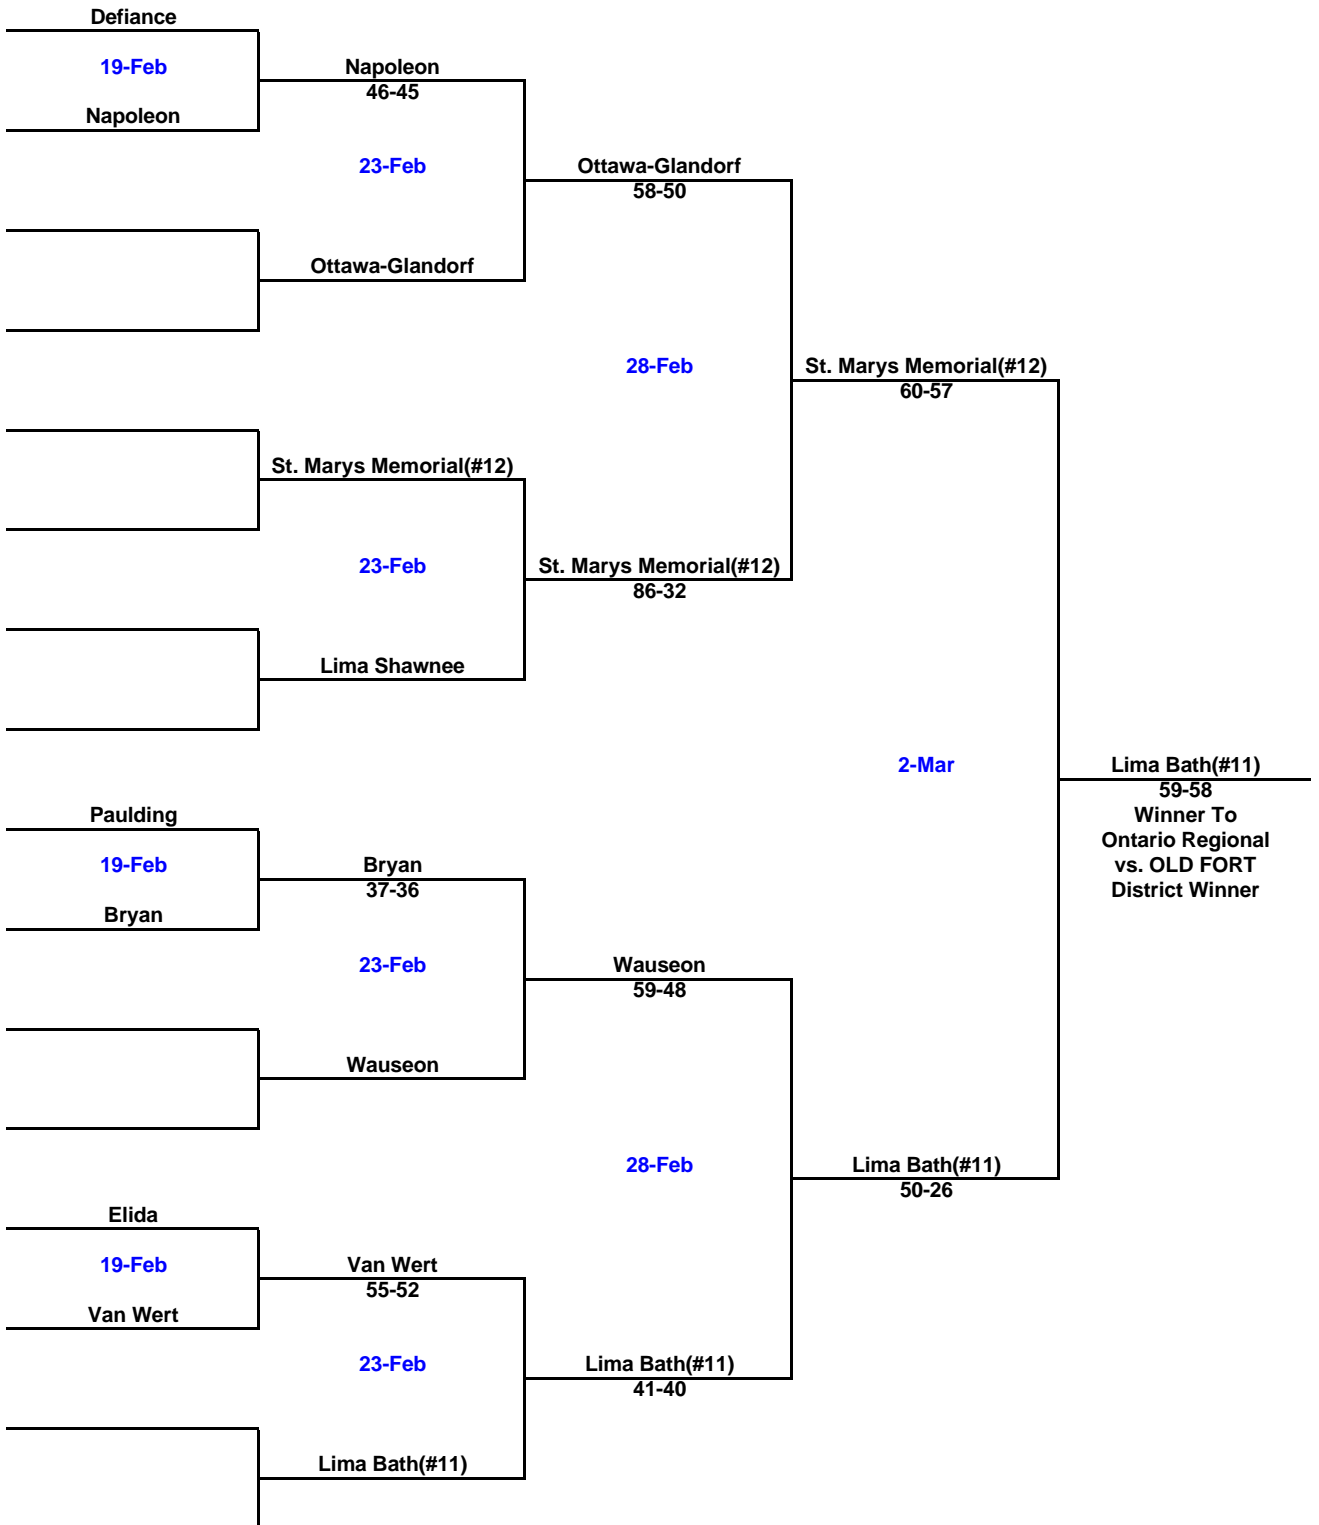 Defiance
19-Feb
Napoleon
46-45
Napoleon
23-Feb
Ottawa-Glandorf
58-50
Ottawa-Glandorf
28-Feb
St. Marys Memorial(#12)
60-57
St. Marys Memorial(#12)
23-Feb
St. Marys Memorial(#12)
86-32
Lima Shawnee
2-Mar
Lima Bath(#11)
59-58
Winner To
Ontario Regional
vs. OLD FORT
District Winner
Paulding
19-Feb
Bryan
37-36
Bryan
23-Feb
Wauseon
59-48
Wauseon
28-Feb
Lima Bath(#11)
50-26
Elida
19-Feb
Van Wert
55-52
Van Wert
23-Feb
Lima Bath(#11)
41-40
Lima Bath(#11)